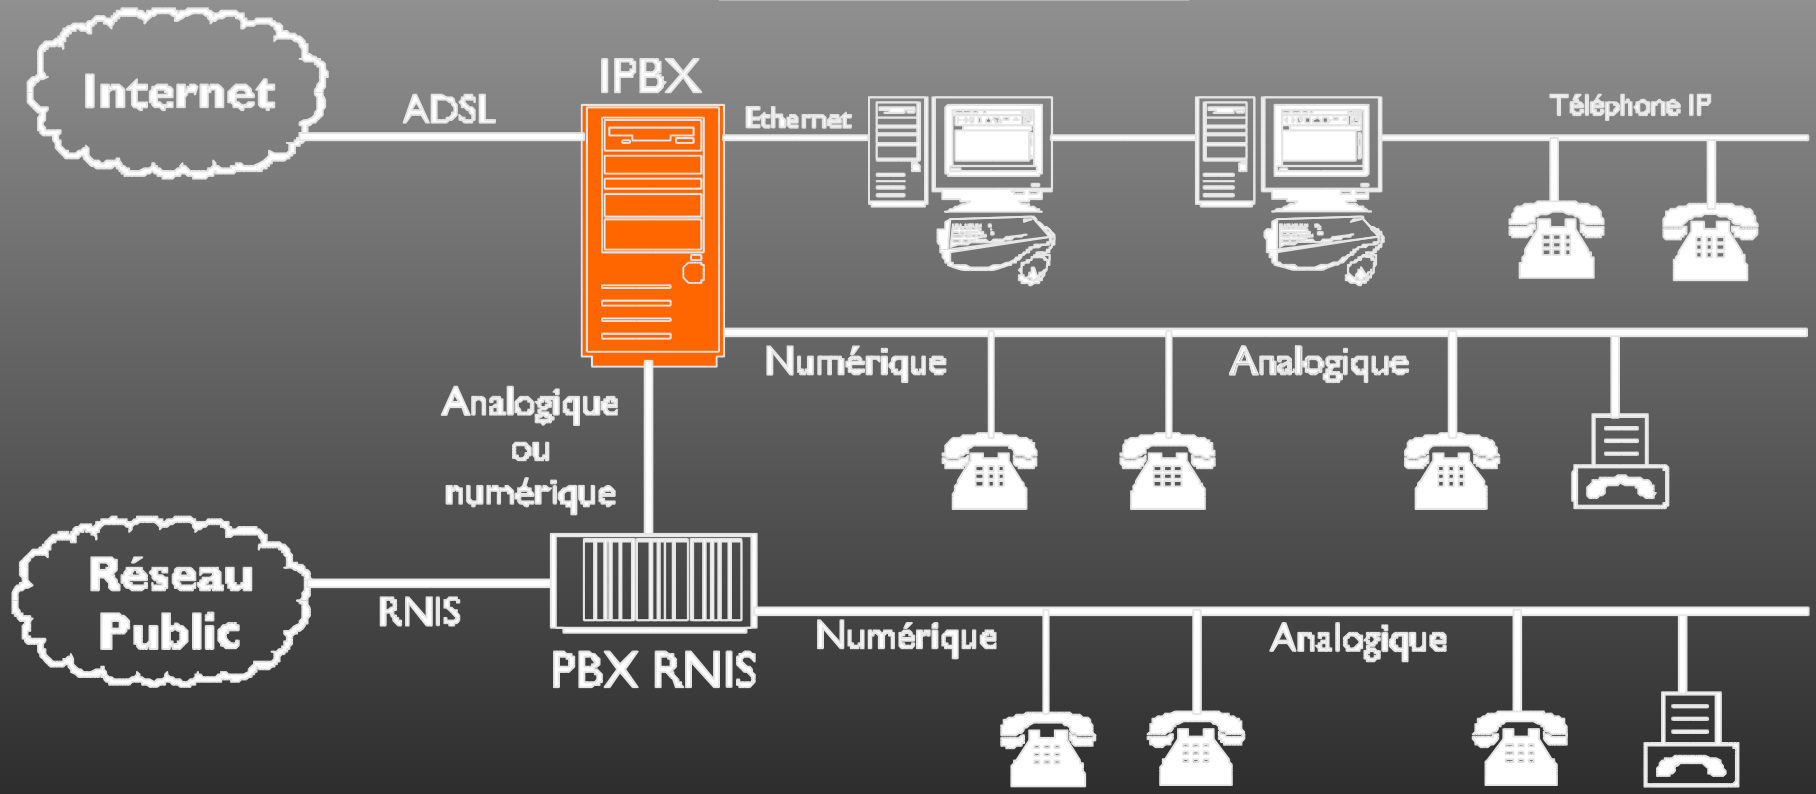 Internet
ADSL
IPBX
Ethernet
Téléphone IP
Numérique
Analogique
Analogique
ou
numérique
Réseau
Public
RNIS
PBX RNIS
Numérique
Analogique